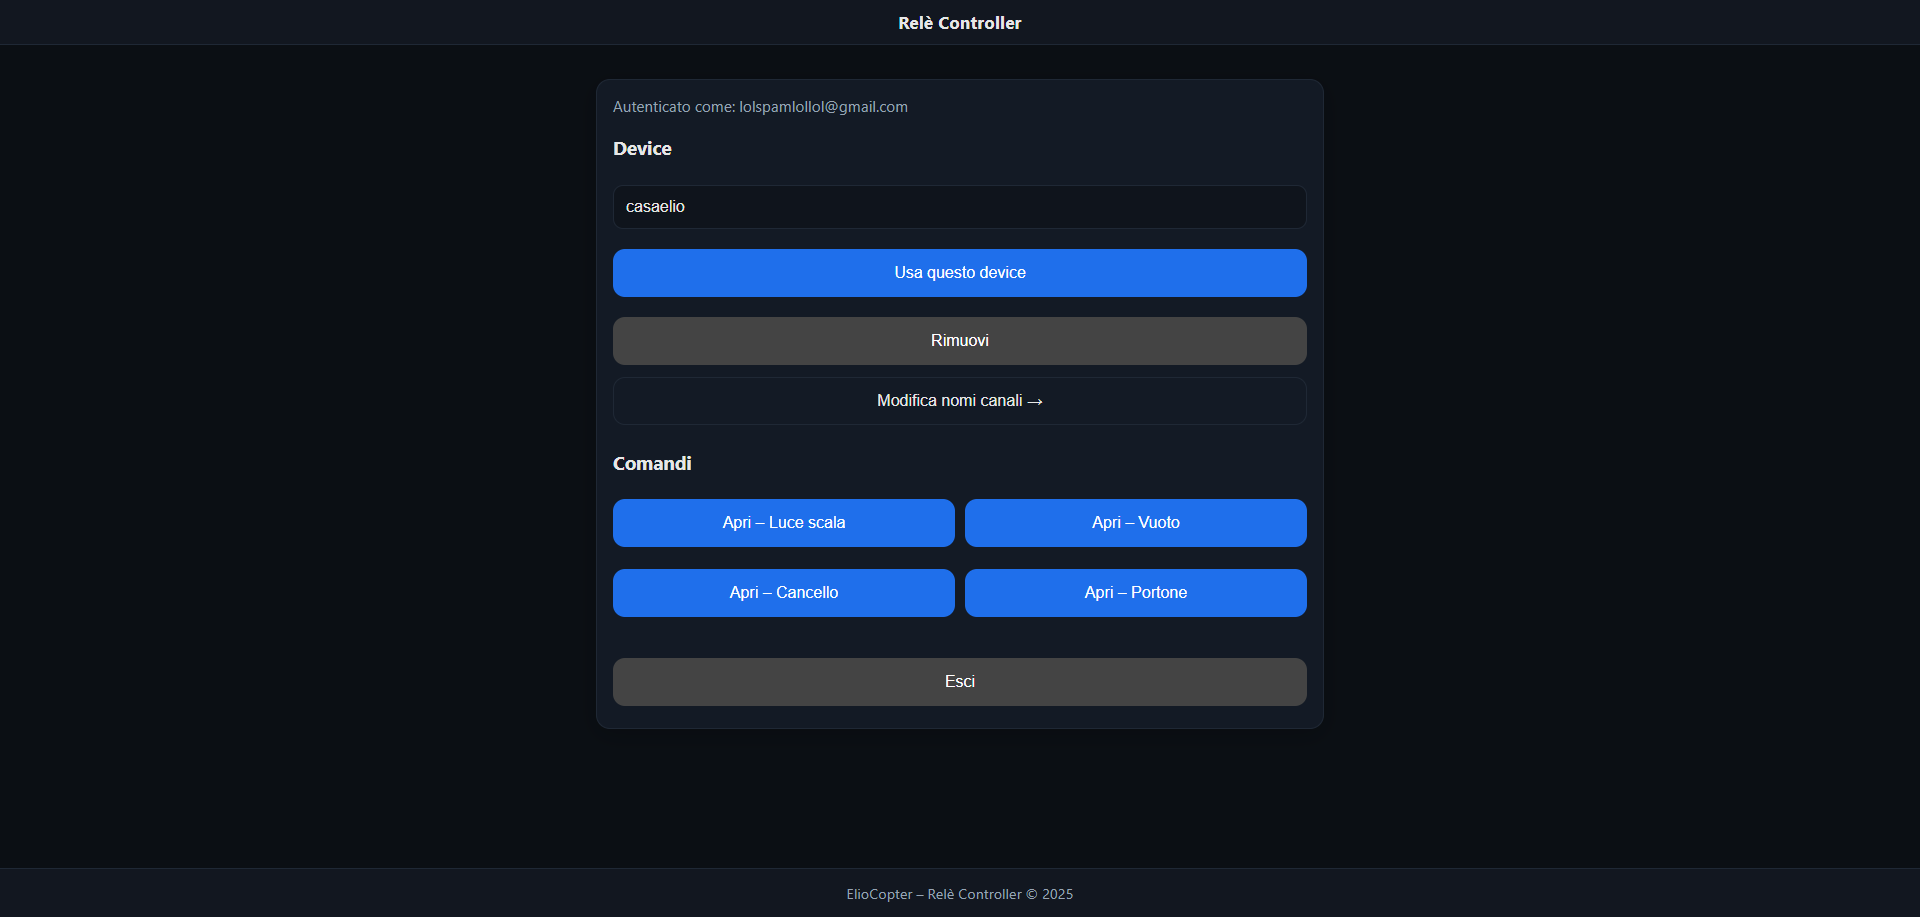 Relè Controller
Autenticato come: lolspamlollol@gmail.com
Device
casaelio
Usa questo device
Rimuovi
Modifica nomi canali →
Comandi
Apri – Luce scala
Apri – Vuoto
Apri – Cancello
Apri – Portone
Esci
ElioCopter – Relè Controller © 2025